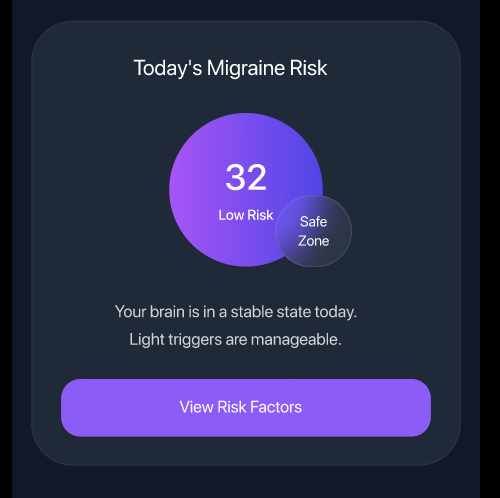 Today's Migraine Risk
32
Low Risk
Safe
Zone
Your brain is in a stable state today.
Light triggers are manageable.
View Risk Factors